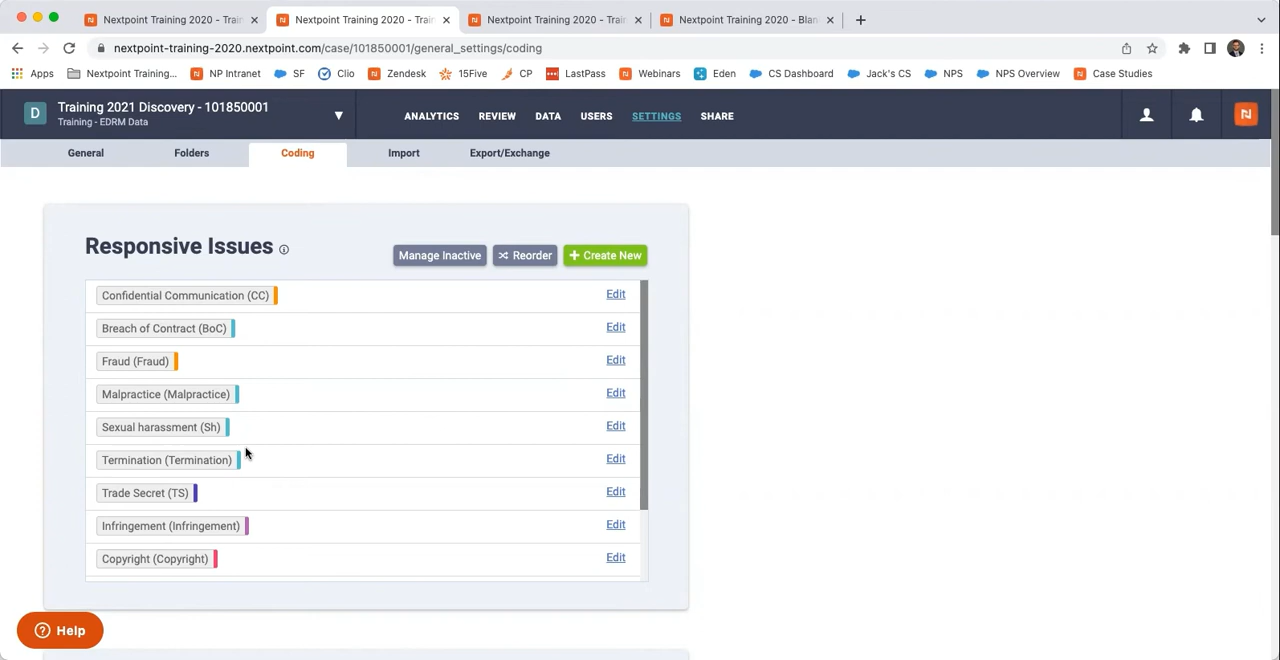 Nextpoint Training 2020 - Train
Nextpoint Training 2020 - Train
Nextpoint Training 2020 - Train
Nextpoint Training 2020 - Blan
nextpoint-training-2020.nextpoint.com/case/101850001/general_settings/coding
Apps Nextpoint Training... NP Intranet SF Clio Zendesk 15Five CP LastPass Webinars Eden CS Dashboard Jack's CS NPS NPS Overview Case Studies
D Training 2021 Discovery - 101850001
Training - EDRM Data
ANALYTICS REVIEW DATA USERS SETTINGS SHARE
General Folders Coding Import Export/Exchange
Responsive Issues
Manage Inactive Reorder + Create New
Confidential Communication (CC) Edit
Breach of Contract (BoC) Edit
Fraud (Fraud) Edit
Malpractice (Malpractice) Edit
Sexual harassment (Sh) Edit
Termination (Termination) Edit
Trade Secret (TS) Edit
Infringement (Infringement) Edit
Copyright (Copyright) Edit
Help